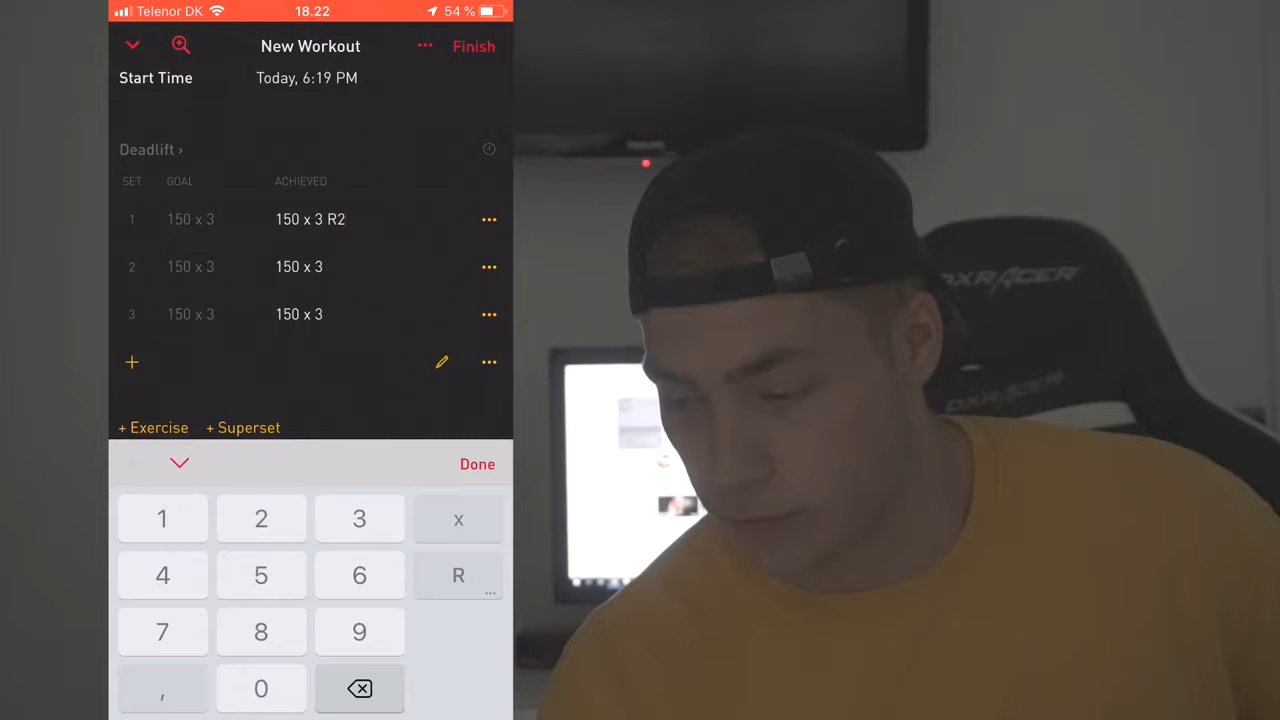 Telenor DK 18.22 54 %
New Workout ••• Finish
Start Time Today, 6:19 PM
Deadlift ›
SET GOAL ACHIEVED
1 150 x 3 150 x 3 R2 •••
2 150 x 3 150 x 3 •••
3 150 x 3 150 x 3 •••
+ •••
+ Exercise + Superset
Done
1 2 3 x
4 5 6 R ...
7 8 9
, 0
DXRACER